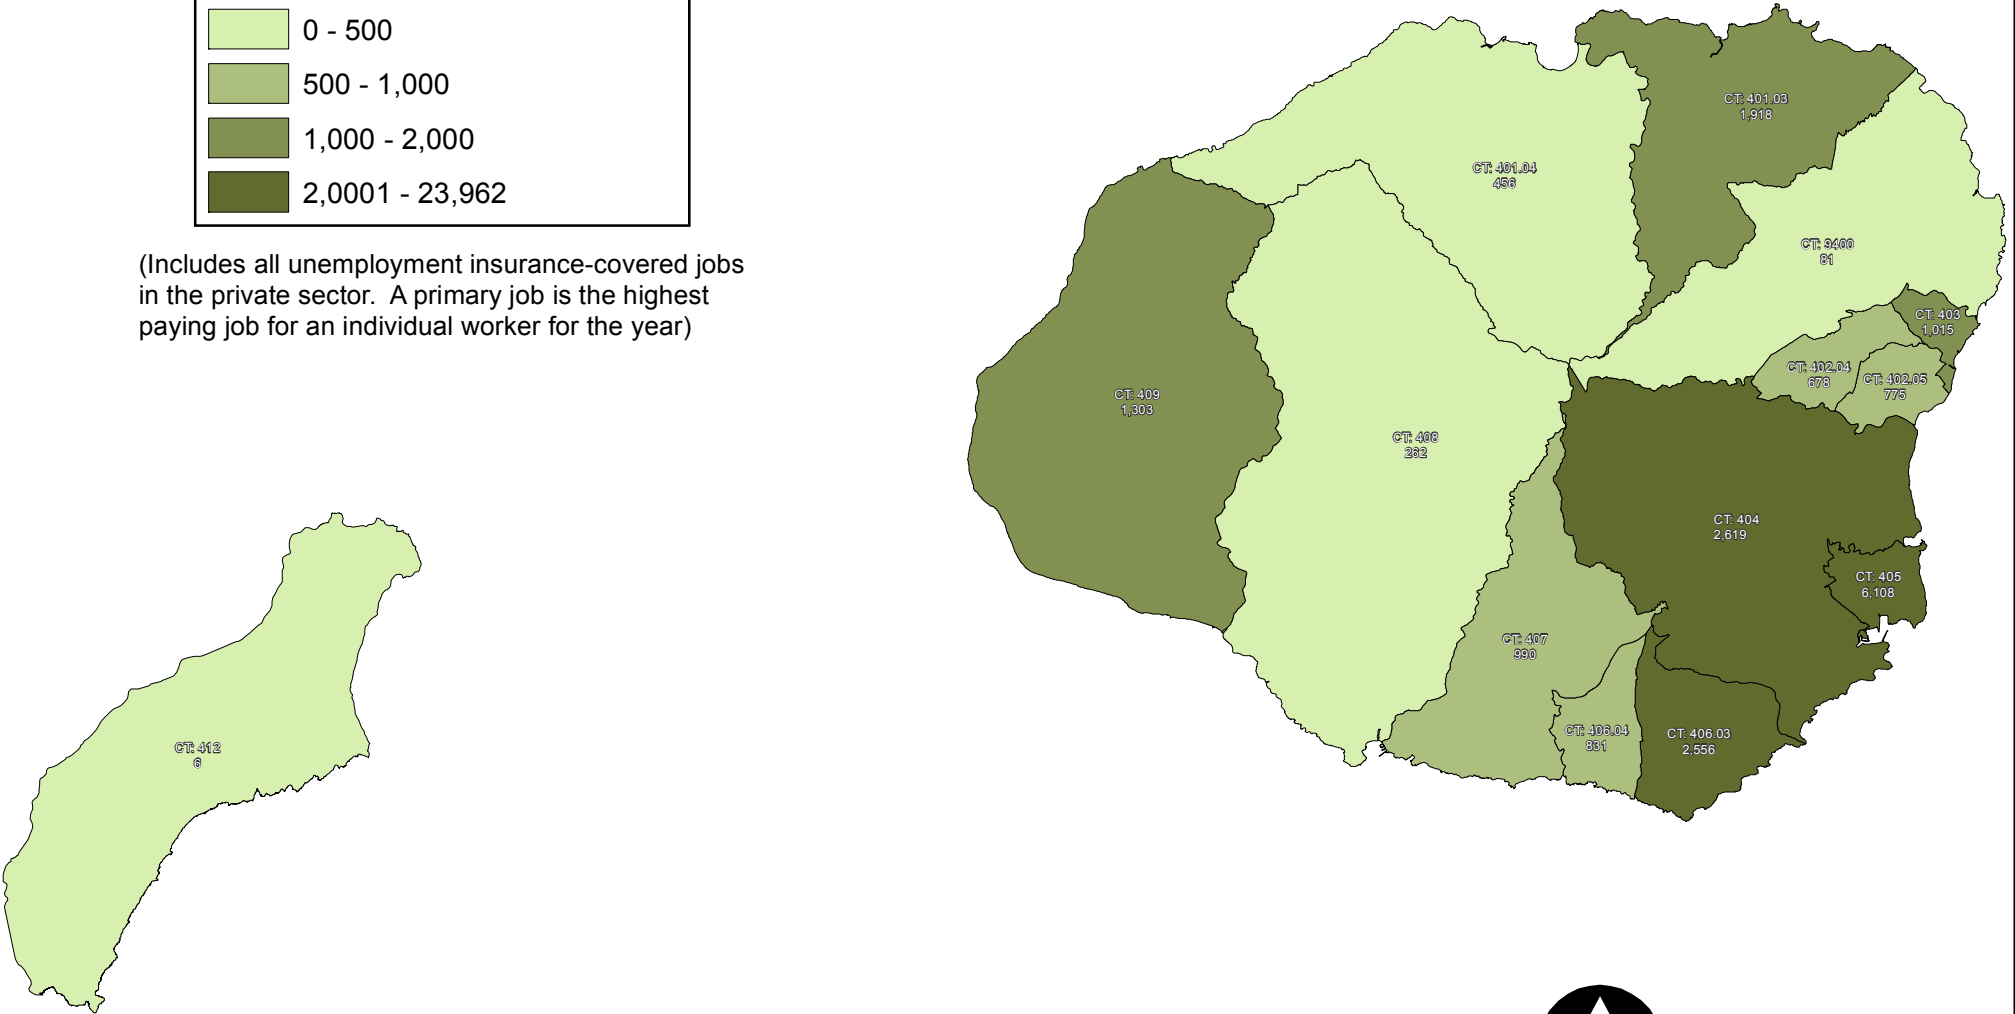 0 - 500
500 - 1,000
1,000 - 2,000
2,0001 - 23,962
(Includes all unemployment insurance-covered jobs
in the private sector. A primary job is the highest
paying job for an individual worker for the year)
CT: 401.03
1,918
CT: 401.04
456
CT: 9400
81
CT: 403
1,015
CT: 402.04
678
CT: 402.05
775
CT: 409
1,303
CT: 408
262
CT: 404
2,619
CT: 405
6,108
CT: 407
990
CT: 406.04
831
CT: 406.03
2,556
CT: 412
6